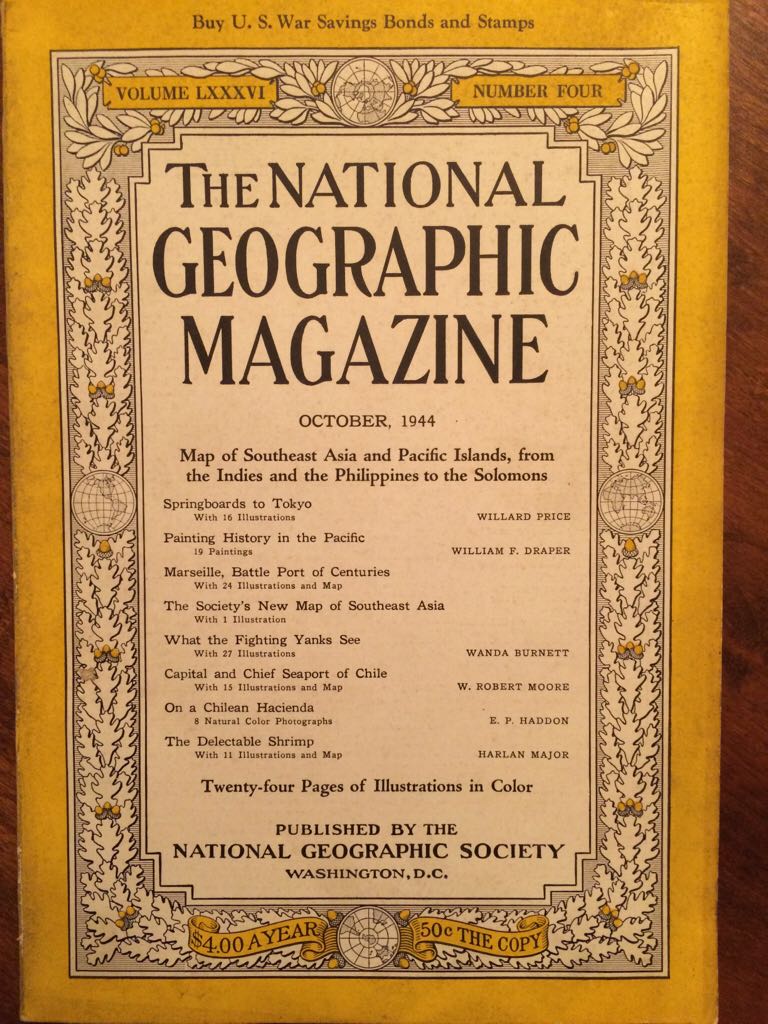 Buy U. S. War Savings Bonds and Stamps
VOLUME LXXXVI NUMBER FOUR
THE NATIONAL
GEOGRAPHIC
MAGAZINE
OCTOBER, 1944
Map of Southeast Asia and Pacific Islands, from
the Indies and the Philippines to the Solomons
Springboards to Tokyo
With 16 Illustrations WILLARD PRICE
Painting History in the Pacific
19 Paintings WILLIAM F. DRAPER
Marseille, Battle Port of Centuries
With 24 Illustrations and Map
The Society's New Map of Southeast Asia
With 1 Illustration
What the Fighting Yanks See
With 27 Illustrations WANDA BURNETT
Capital and Chief Seaport of Chile
With 15 Illustrations and Map W. ROBERT MOORE
On a Chilean Hacienda
8 Natural Color Photographs E. P. HADDON
The Delectable Shrimp
With 11 Illustrations and Map HARLAN MAJOR
Twenty-four Pages of Illustrations in Color
PUBLISHED BY THE
NATIONAL GEOGRAPHIC SOCIETY
WASHINGTON, D.C.
$4.00 A YEAR 50c THE COPY